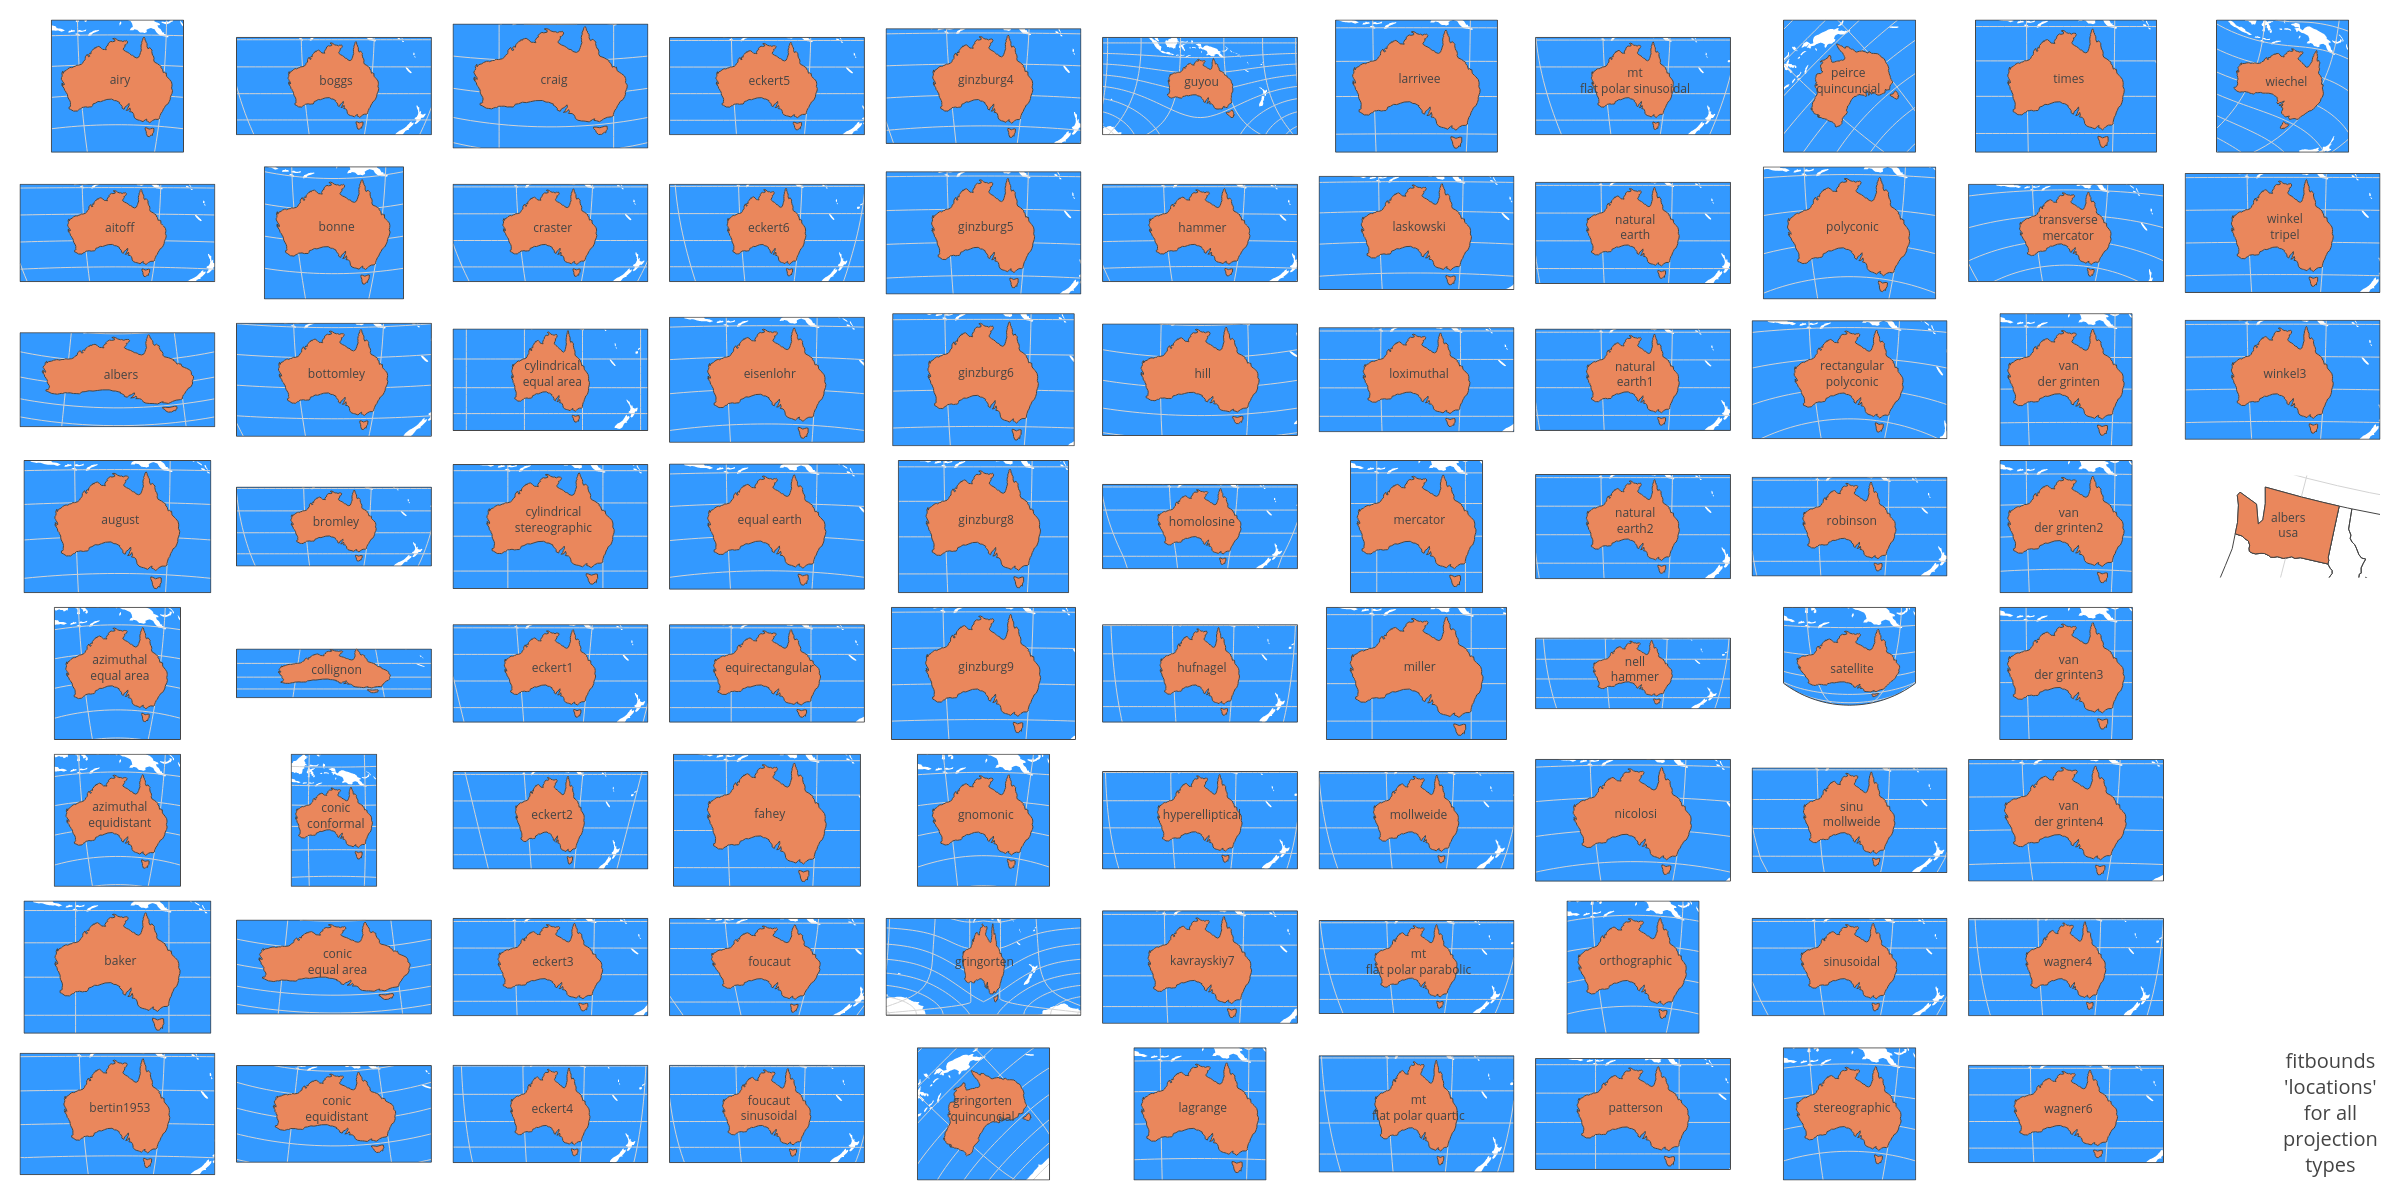 airy
boggs
craig
eckert5
ginzburg4
guyou
larrivee
mt
flat polar sinusoidal
peirce
quincuncial
times
wiechel
aitoff
bonne
craster
eckert6
ginzburg5
hammer
laskowski
natural
earth
polyconic
transverse
mercator
winkel
tripel
albers
bottomley
cylindrical
equal area
eisenlohr
ginzburg6
hill
loximuthal
natural
earth1
rectangular
polyconic
van
der grinten
winkel3
august
bromley
cylindrical
stereographic
equal earth
ginzburg8
homolosine
mercator
natural
earth2
robinson
van
der grinten2
albers
usa
azimuthal
equal area
collignon
eckert1
equirectangular
ginzburg9
hufnagel
miller
nell
hammer
satellite
van
der grinten3
azimuthal
equidistant
conic
conformal
eckert2
fahey
gnomonic
hyperelliptical
mollweide
nicolosi
sinu
mollweide
van
der grinten4
baker
conic
equal area
eckert3
foucaut
gringorten
kavrayskiy7
mt
flat polar parabolic
orthographic
sinusoidal
wagner4
bertin1953
conic
equidistant
eckert4
foucaut
sinusoidal
gringorten
quincuncial
lagrange
mt
flat polar quartic
patterson
stereographic
wagner6
fitbounds
'locations'
for all
projection
types